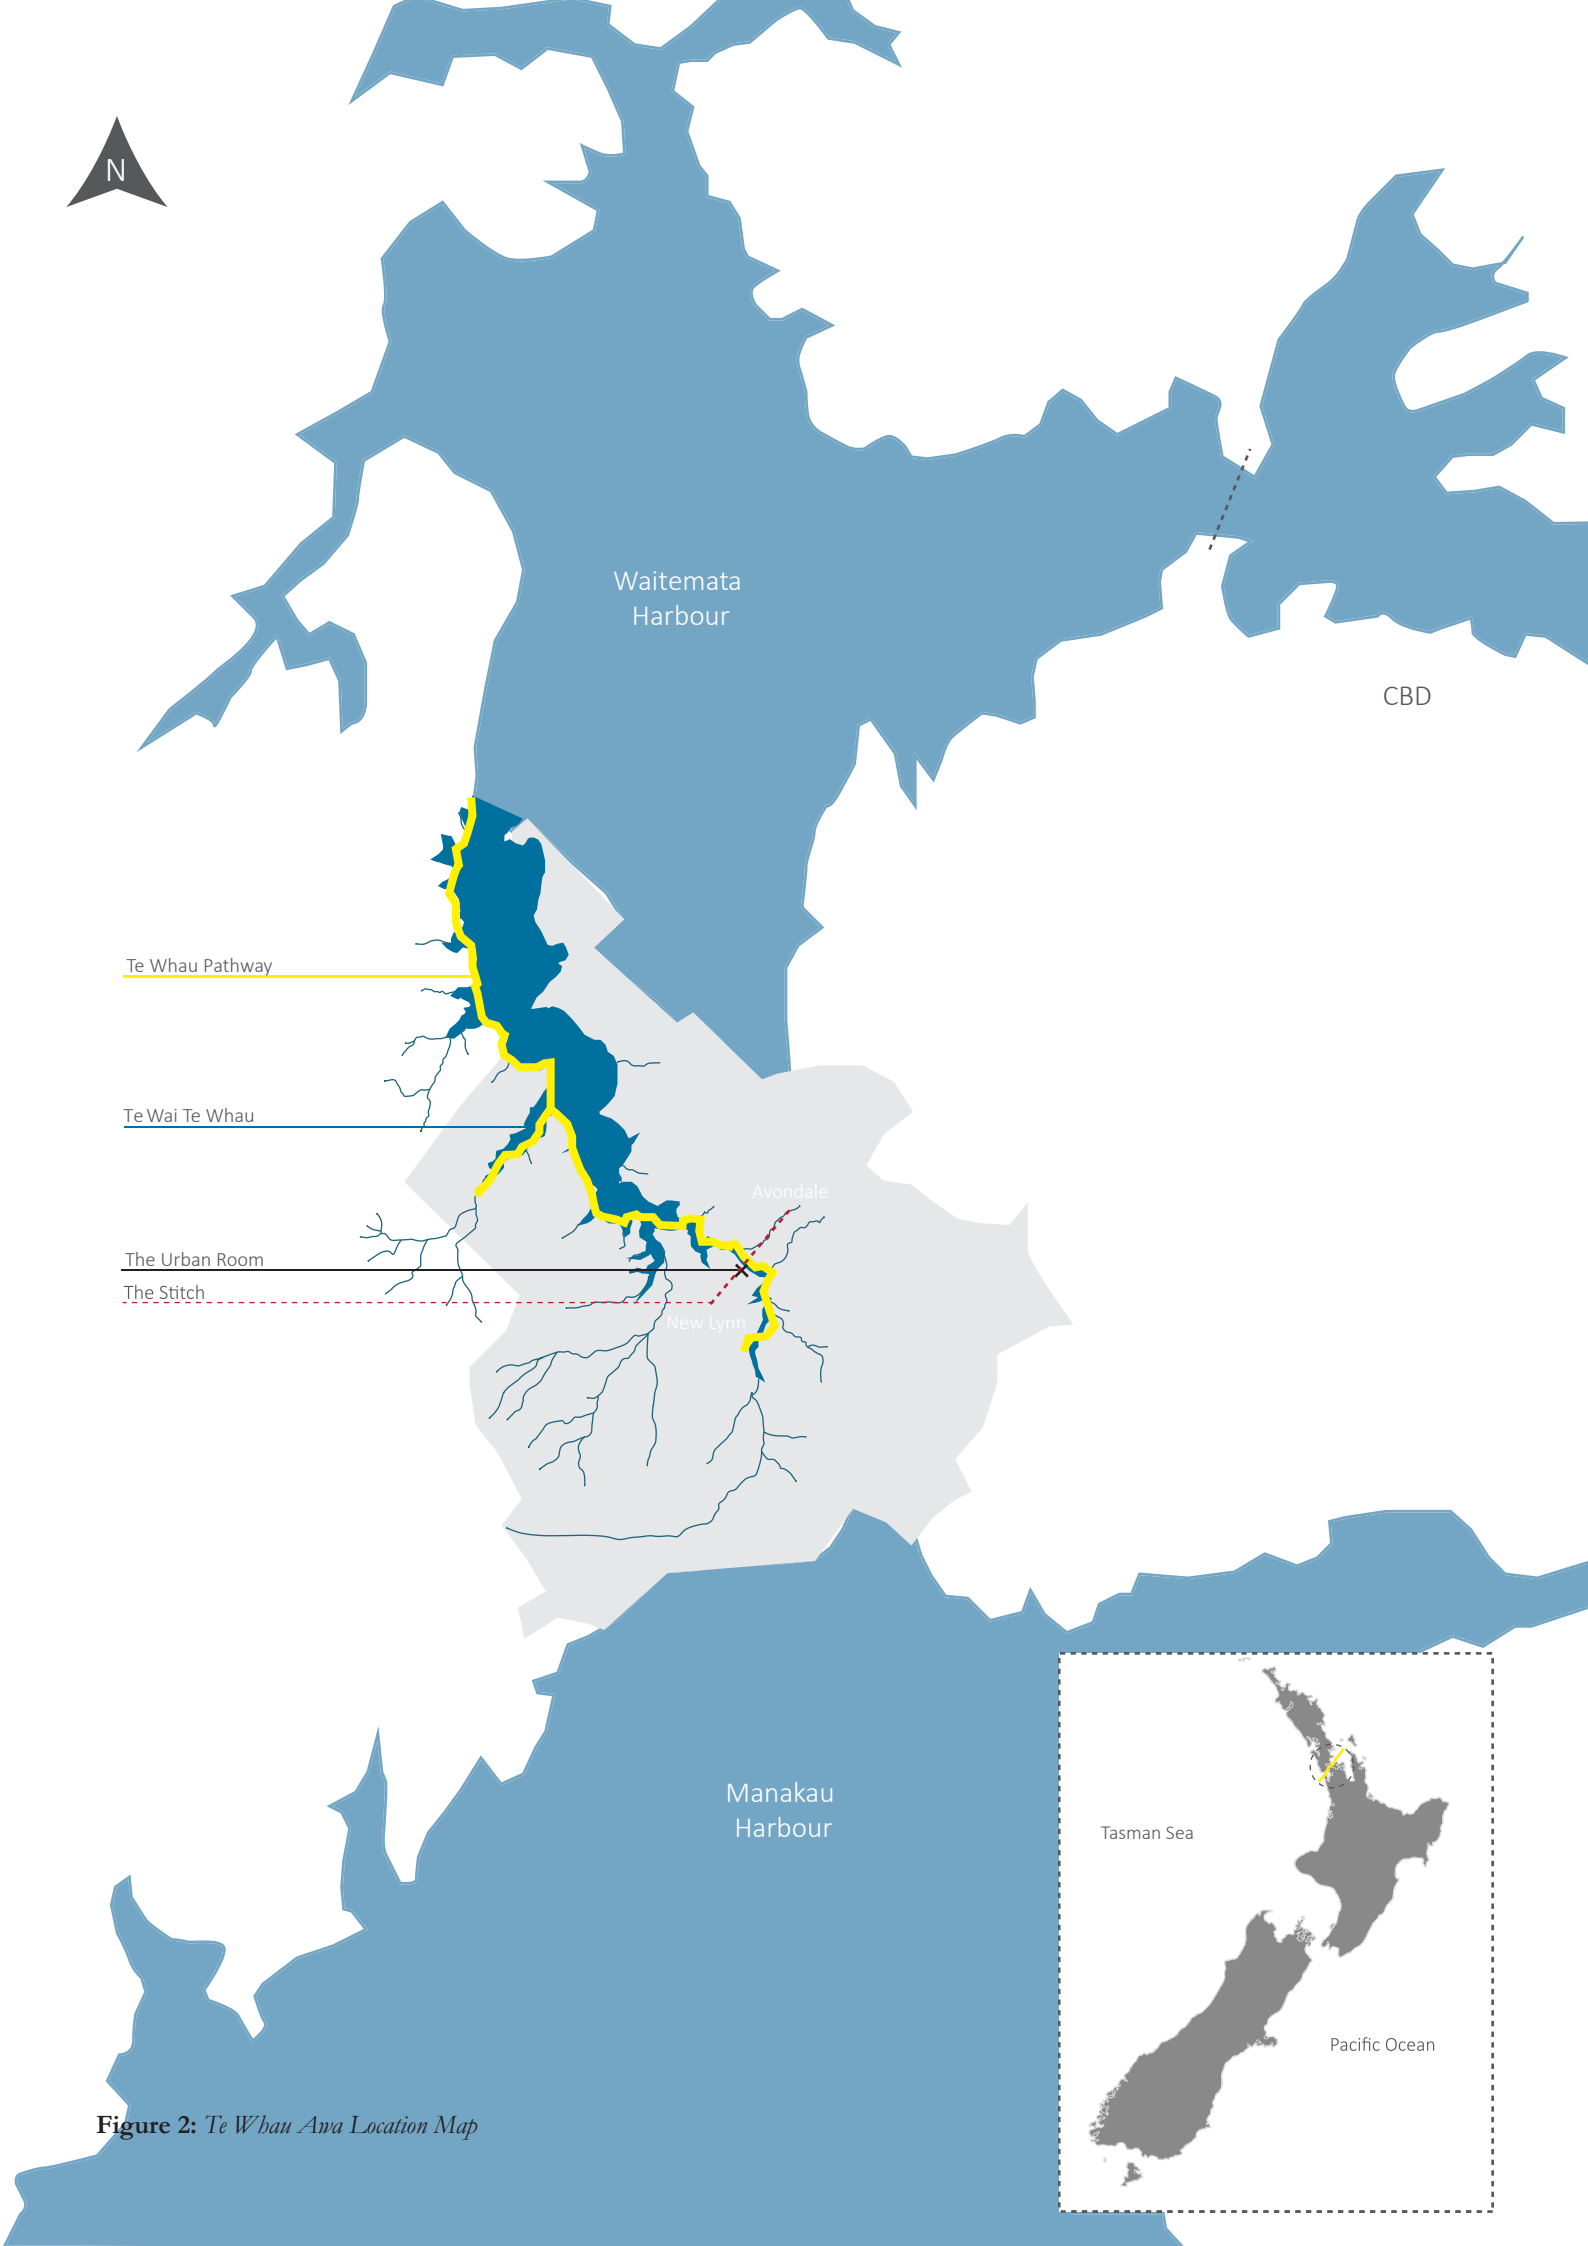 N
Waitemata
Harbour
CBD
Te Whau Pathway
Te Wai Te Whau
Avondale
The Urban Room
The Stitch
New Lynn
Manakau
Harbour
Tasman Sea
Pacific Ocean
Figure 2: Te Whau Awa Location Map